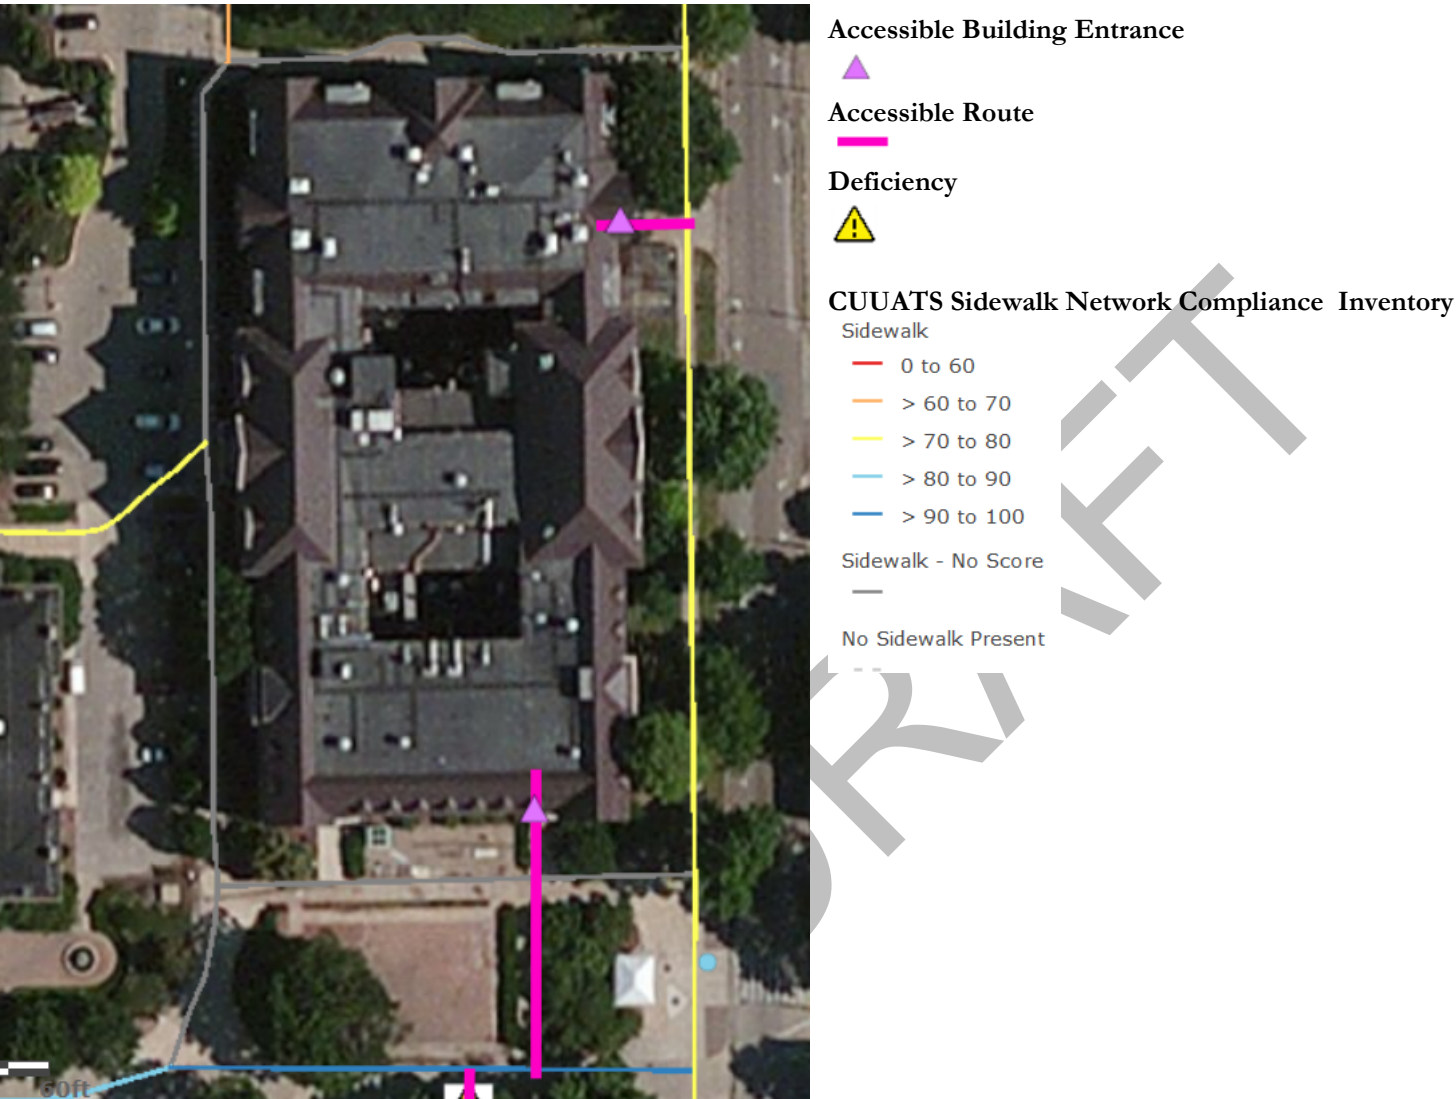 Accessible Building Entrance
Accessible Route
Deficiency
CUUATS Sidewalk Network Compliance Inventory
Sidewalk
0 to 60
> 60 to 70
> 70 to 80
> 80 to 90
> 90 to 100
Sidewalk - No Score
No Sidewalk Present
DRAFT
60ft